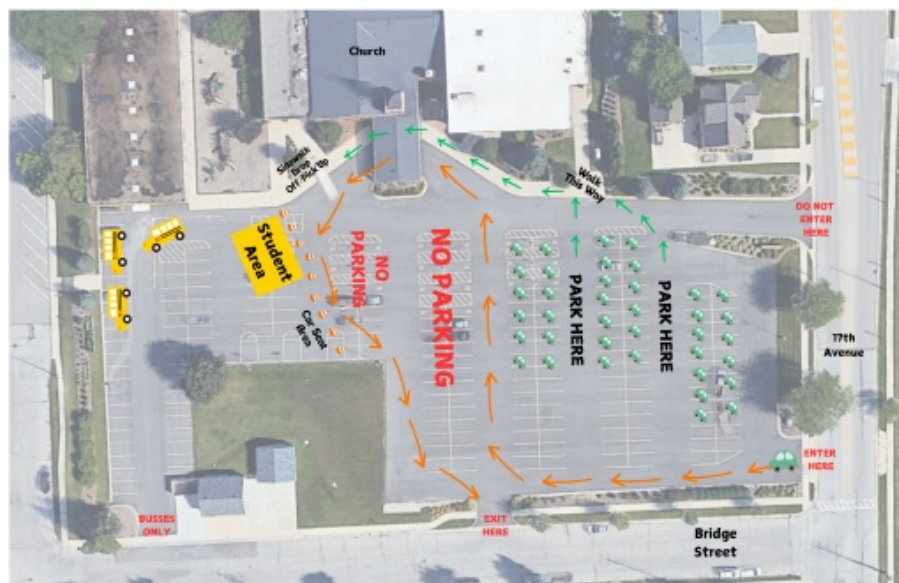 Church
Sidewalk
Drop
Off-Pick Up
Walk
This Way
DO NOT
ENTER
HERE
Student
Area
NO
PARKING
NO PARKING
PARK HERE
PARK HERE
Car Seat
Area
17th
Avenue
ENTER
HERE
BUSSES
ONLY
EXIT
HERE
Bridge
Street